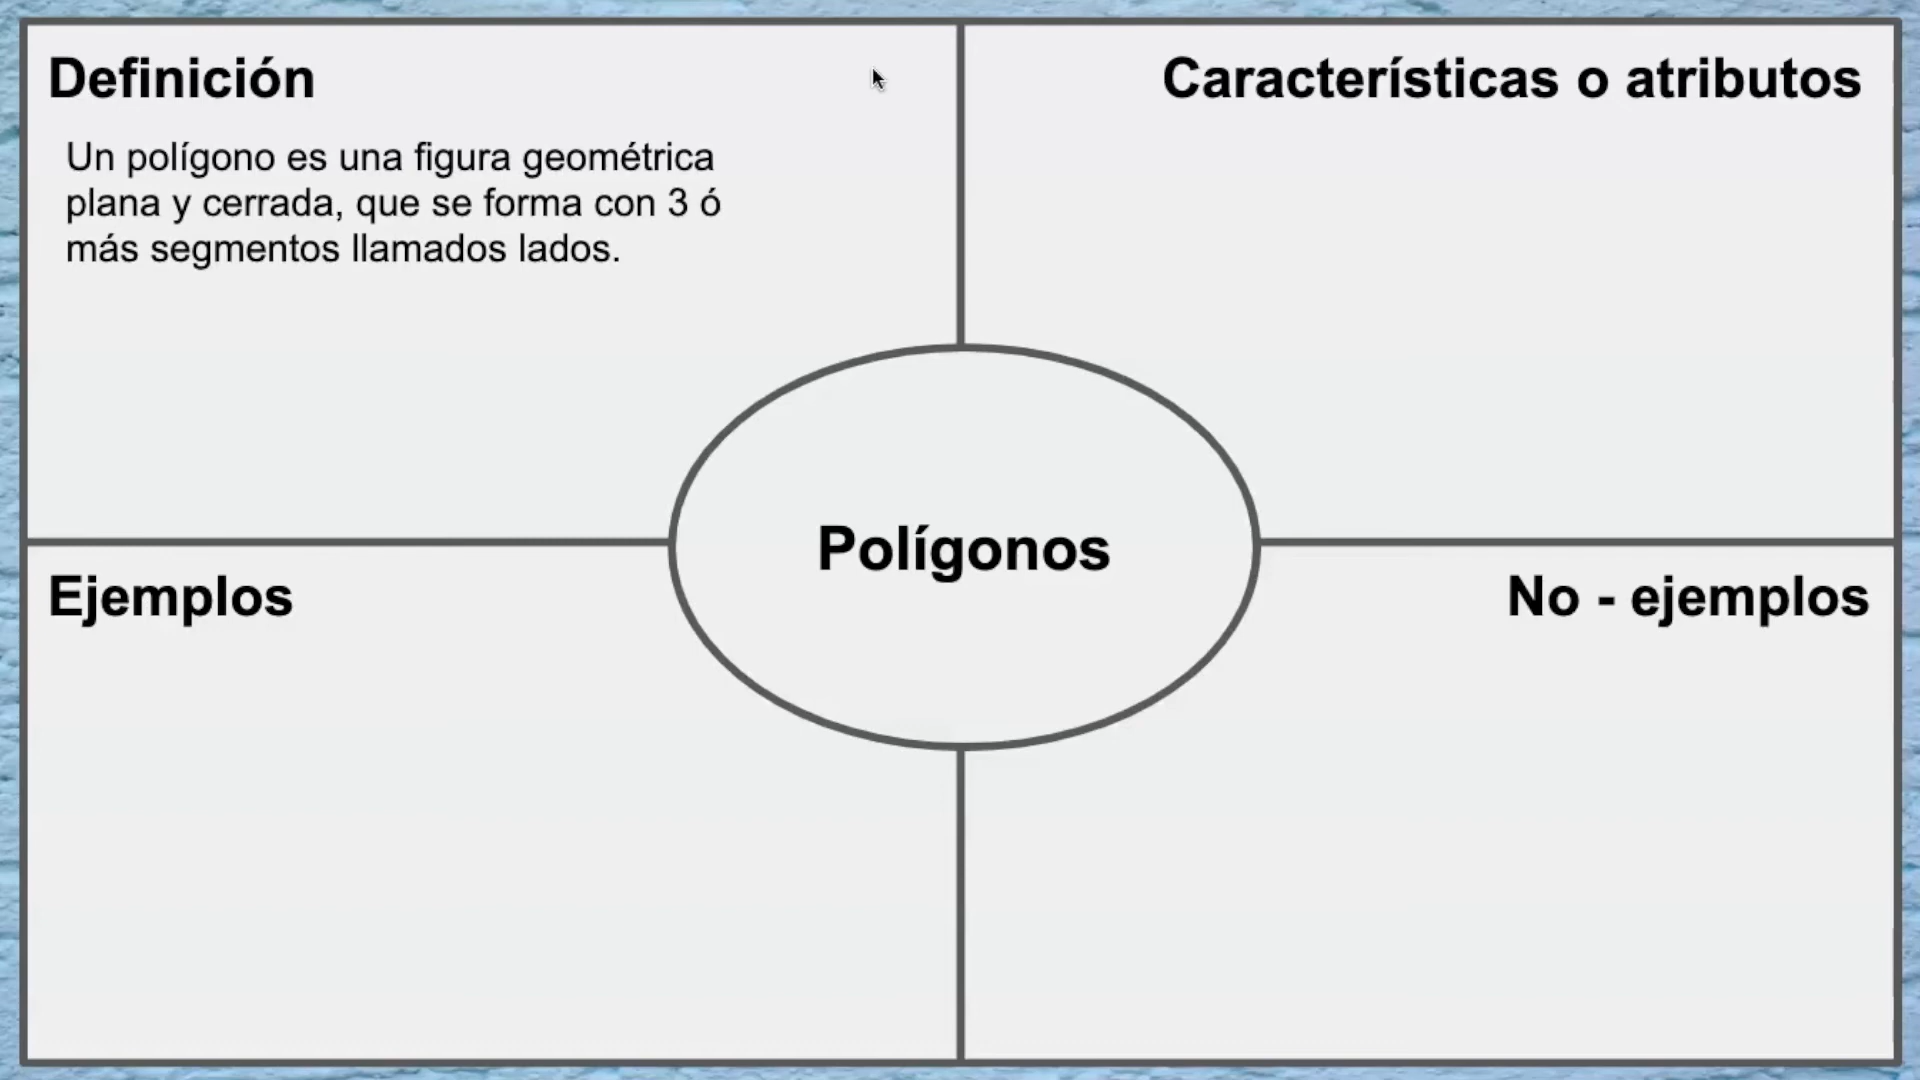 Definición
Un polígono es una figura geométrica
plana y cerrada, que se forma con 3 ó
más segmentos llamados lados.
Características o atributos
Polígonos
Ejemplos
No - ejemplos